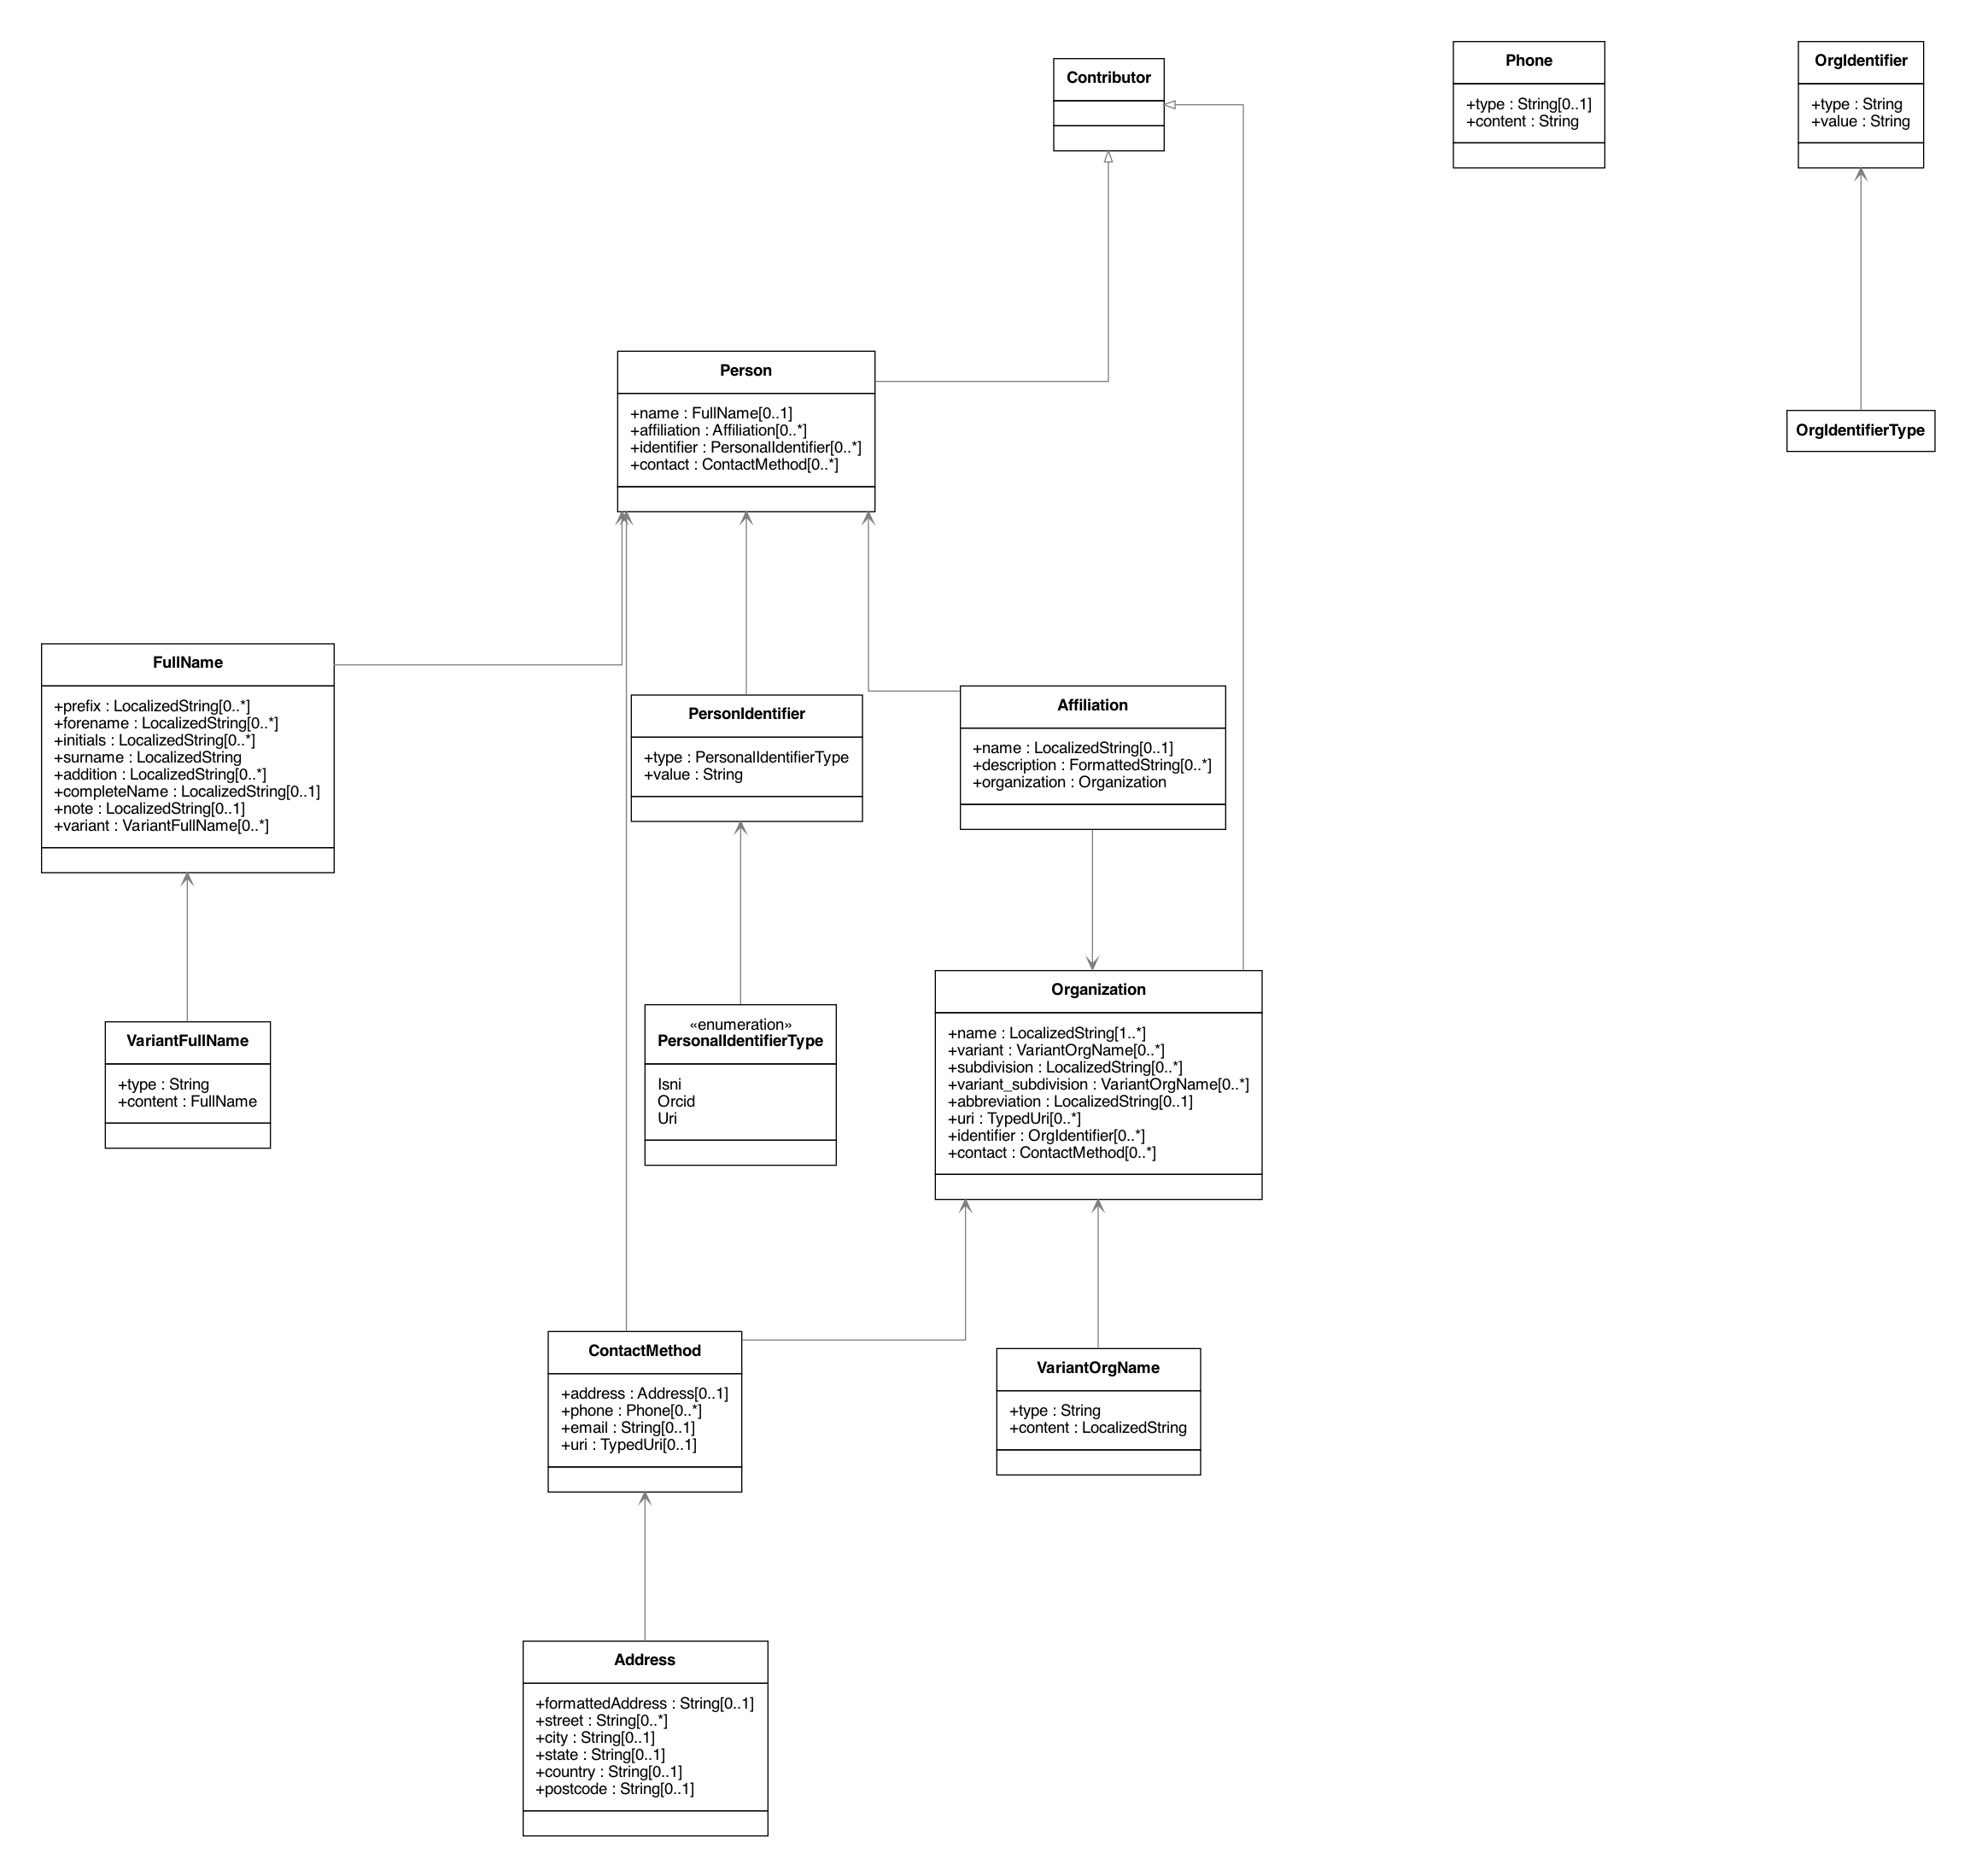 Contributor
Phone
+type : String[0..1]
+content : String
OrgIdentifier
+type : String
+value : String
OrgIdentifierType
Person
+name : FullName[0..1]
+affiliation : Affiliation[0..*]
+identifier : PersonalIdentifier[0..*]
+contact : ContactMethod[0..*]
FullName
+prefix : LocalizedString[0..*]
+forename : LocalizedString[0..*]
+initials : LocalizedString[0..*]
+surname : LocalizedString
+addition : LocalizedString[0..*]
+completeName : LocalizedString[0..1]
+note : LocalizedString[0..1]
+variant : VariantFullName[0..*]
PersonIdentifier
+type : PersonalIdentifierType
+value : String
Affiliation
+name : LocalizedString[0..1]
+description : FormattedString[0..*]
+organization : Organization
VariantFullName
+type : String
+content : FullName
«enumeration»
PersonalIdentifierType
Isni
Orcid
Uri
Organization
+name : LocalizedString[1..*]
+variant : VariantOrgName[0..*]
+subdivision : LocalizedString[0..*]
+variant_subdivision : VariantOrgName[0..*]
+abbreviation : LocalizedString[0..1]
+uri : TypedUri[0..*]
+identifier : OrgIdentifier[0..*]
+contact : ContactMethod[0..*]
ContactMethod
+address : Address[0..1]
+phone : Phone[0..*]
+email : String[0..1]
+uri : TypedUri[0..1]
VariantOrgName
+type : String
+content : LocalizedString
Address
+formattedAddress : String[0..1]
+street : String[0..*]
+city : String[0..1]
+state : String[0..1]
+country : String[0..1]
+postcode : String[0..1]